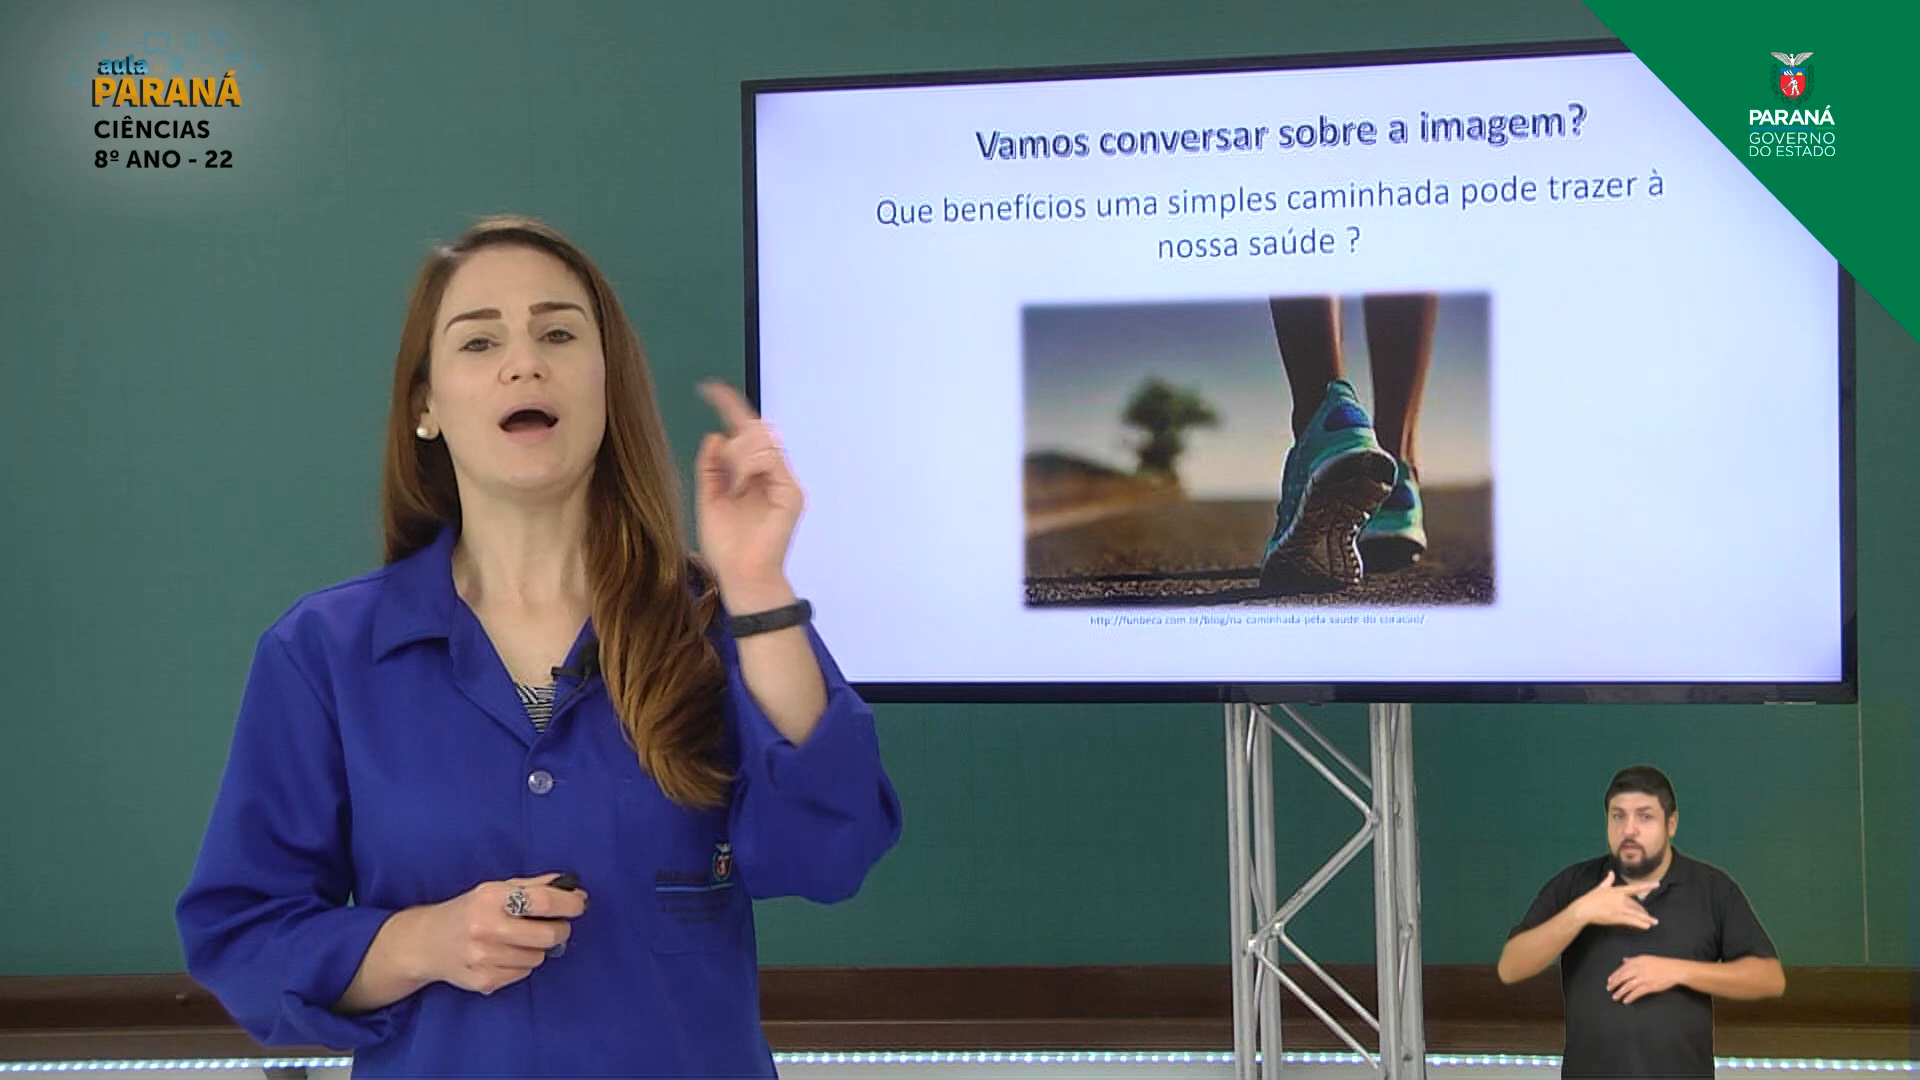 aula
PARANÁ
CIÊNCIAS
8º ANO - 22
Vamos conversar sobre a imagem?
Que benefícios uma simples caminhada pode trazer à
nossa saúde ?
PARANÁ
GOVERNO
DO ESTADO